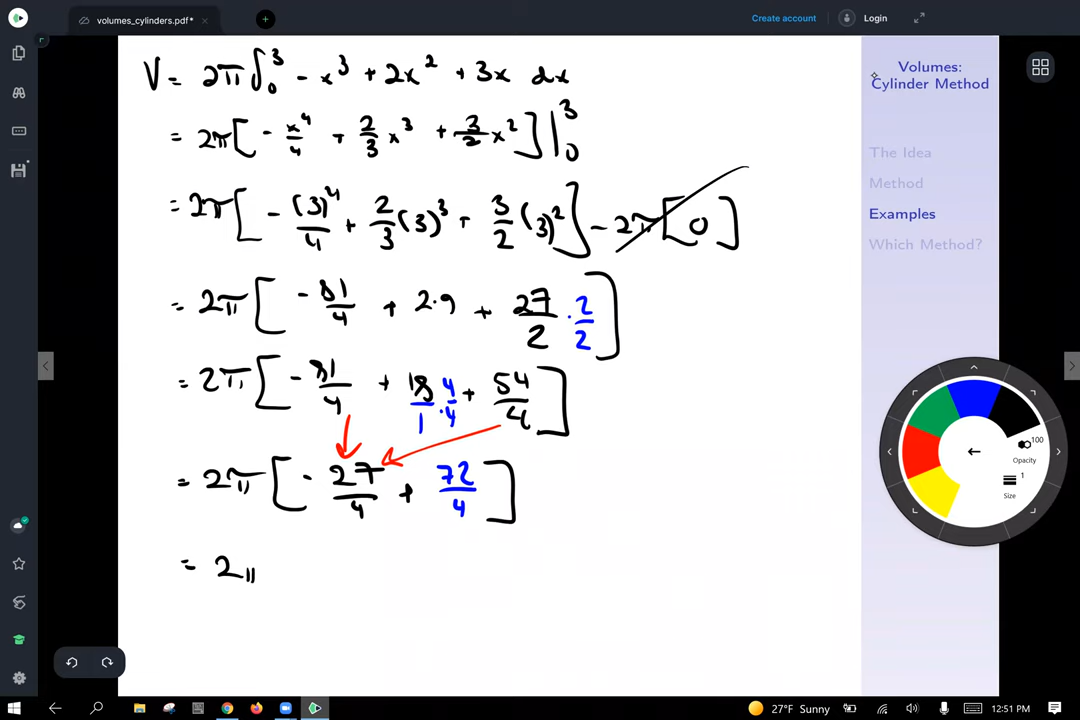 volumes_cylinders.pdf*
Create account
Login
V = 2π ∫₀³ - x³ + 2x² + 3x dx
= 2π [ - x⁴/4 + 2/3 x³ + 3/2 x² ] |₀³
= 2π [ - (3)⁴/4 + 2/3 (3)³ + 3/2 (3)² ] - 2π [ 0 ]
= 2π [ - 81/4 + 2·9 + 27/2 · 2/2 ]
= 2π [ - 81/4 + 18/1 · 4/4 + 54/4 ]
= 2π [ - 27/4 + 72/4 ]
= 2π
Volumes:
Cylinder Method
The Idea
Method
Examples
Which Method?
100
Opacity
1
Size
27°F Sunny
12:51 PM